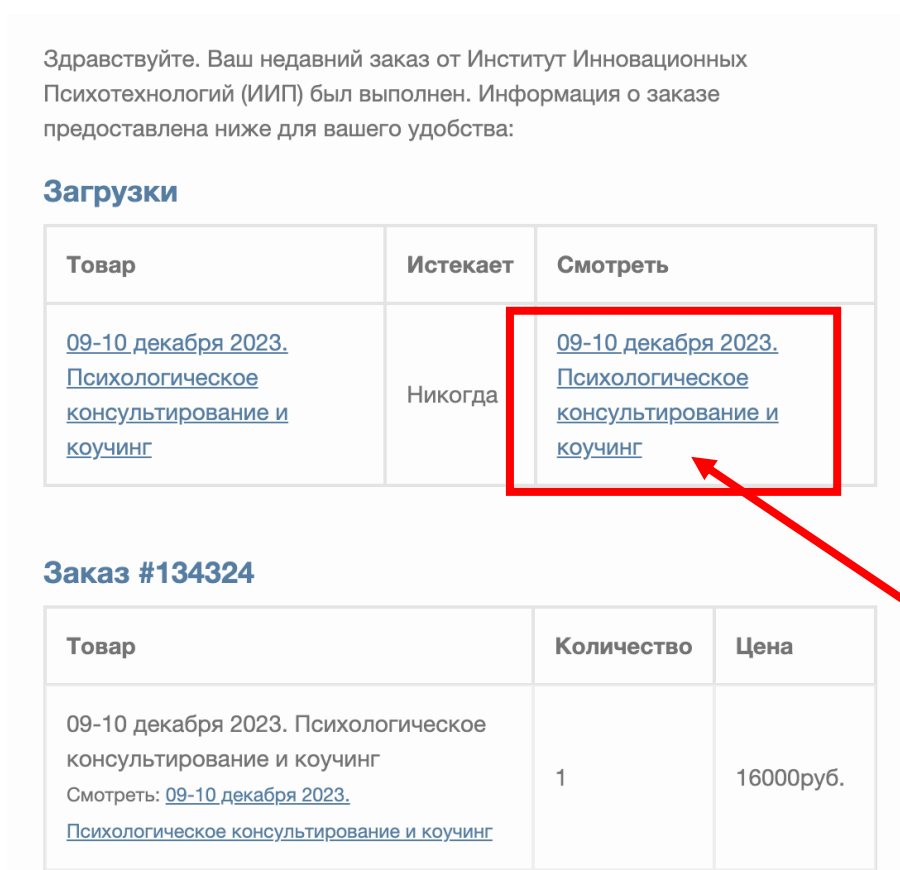 Здравствуйте. Ваш недавний заказ от Институт Инновационных
Психотехнологий (ИИП) был выполнен. Информация о заказе
предоставлена ниже для вашего удобства:
Загрузки
Товар Истекает Смотреть
09-10 декабря 2023.
Психологическое
консультирование и
коучинг
Никогда
09-10 декабря 2023.
Психологическое
консультирование и
коучинг
Заказ #134324
Товар Количество Цена
09-10 декабря 2023. Психологическое
консультирование и коучинг
Смотреть: 09-10 декабря 2023.
Психологическое консультирование и коучинг
1
16000руб.